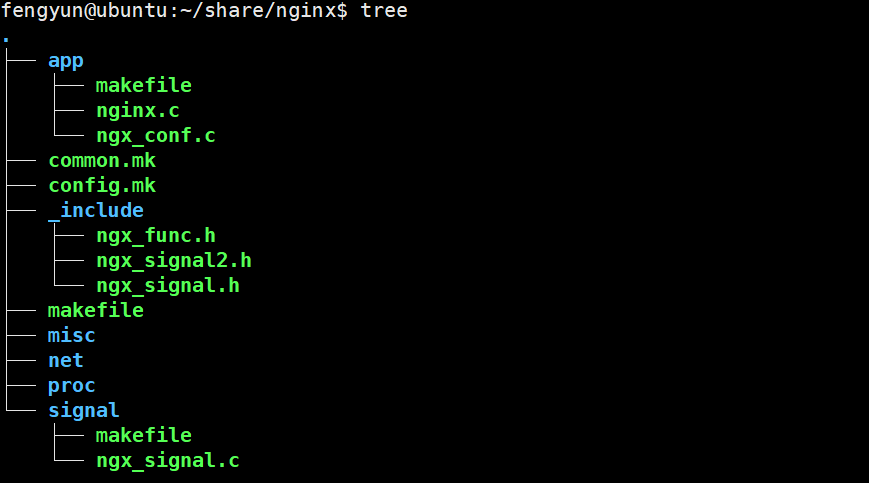 fengyun@ubuntu:~/share/nginx$ tree
.
├── app
│   ├── makefile
│   ├── nginx.c
│   └── ngx_conf.c
├── common.mk
├── config.mk
├── _include
│   ├── ngx_func.h
│   ├── ngx_signal2.h
│   └── ngx_signal.h
├── makefile
├── misc
├── net
├── proc
└── signal
    ├── makefile
    └── ngx_signal.c